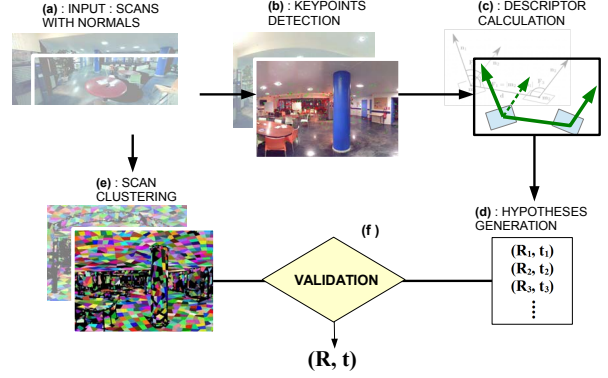 (a) : INPUT : SCANS
WITH NORMALS
(b) : KEYPOINTS
DETECTION
(c) : DESCRIPTOR
CALCULATION
(e) : SCAN
CLUSTERING
(f )
VALIDATION
(d) : HYPOTHESES
GENERATION
(R₁, t₁)
(R₂, t₂)
(R₃, t₃)
⋮
(R, t)